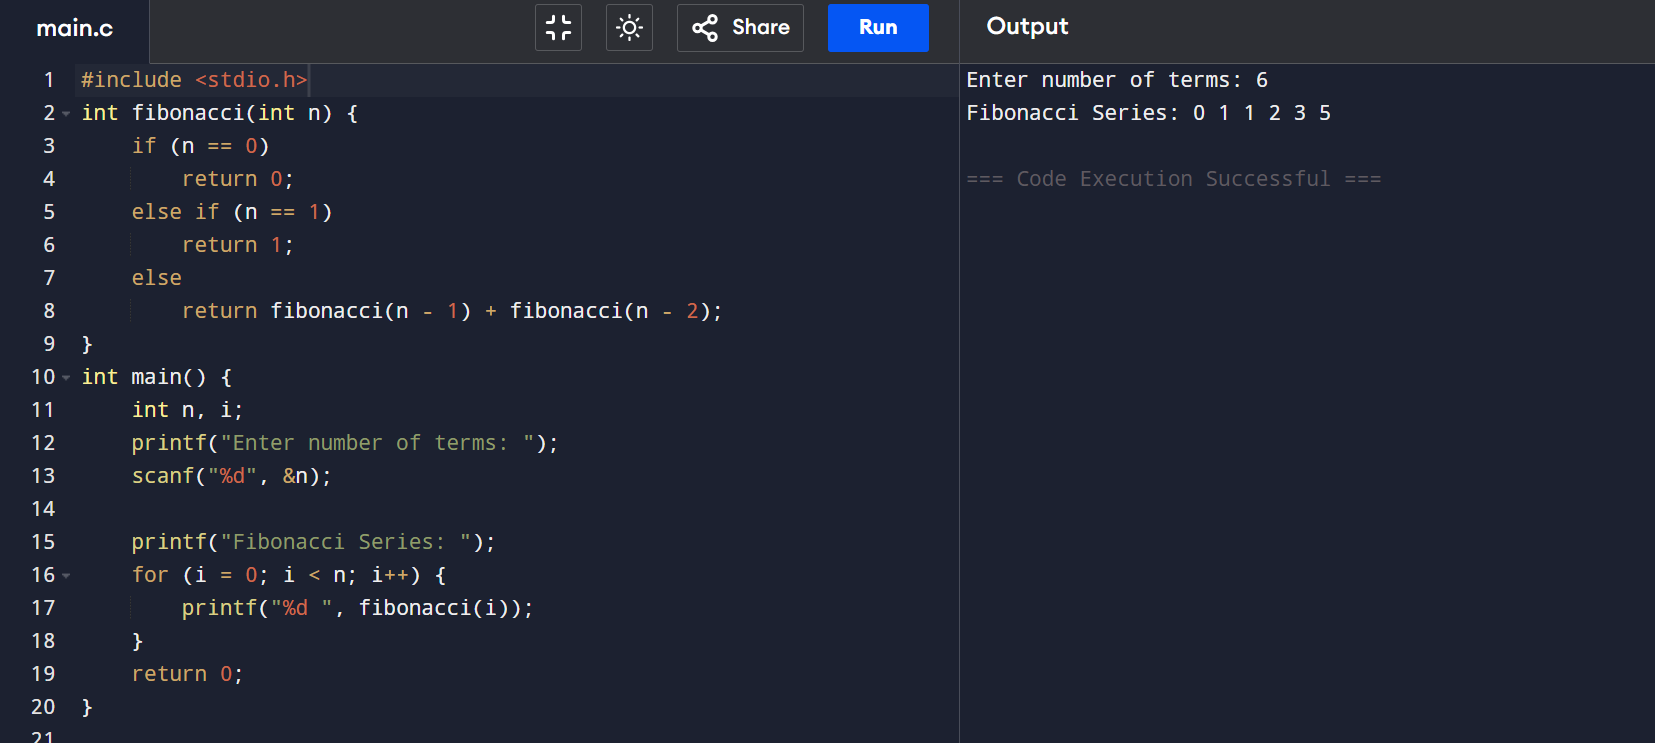 main.c
Share
Run
Output
1 #include <stdio.h>
2 int fibonacci(int n) {
3     if (n == 0)
4         return 0;
5     else if (n == 1)
6         return 1;
7     else
8         return fibonacci(n - 1) + fibonacci(n - 2);
9 }
10 int main() {
11     int n, i;
12     printf("Enter number of terms: ");
13     scanf("%d", &n);
14
15     printf("Fibonacci Series: ");
16     for (i = 0; i < n; i++) {
17         printf("%d ", fibonacci(i));
18     }
19     return 0;
20 }
21
Enter number of terms: 6
Fibonacci Series: 0 1 1 2 3 5
=== Code Execution Successful ===